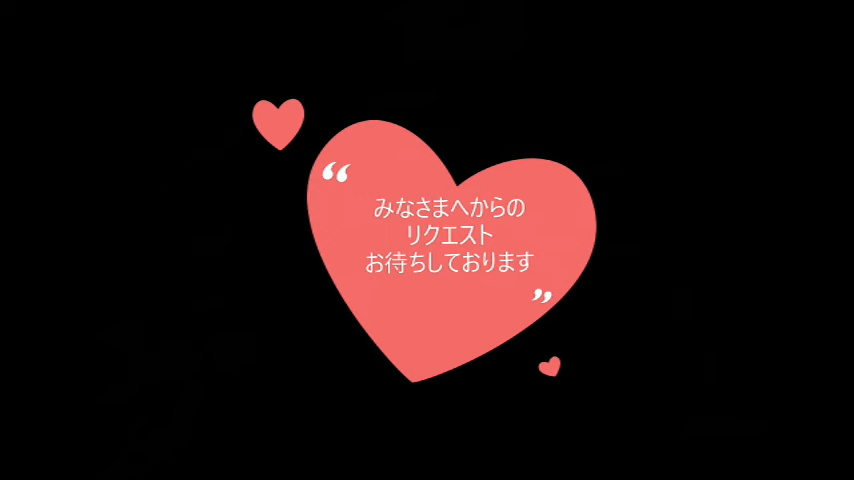 “
みなさまへからの
リクエスト
お待ちしております
”